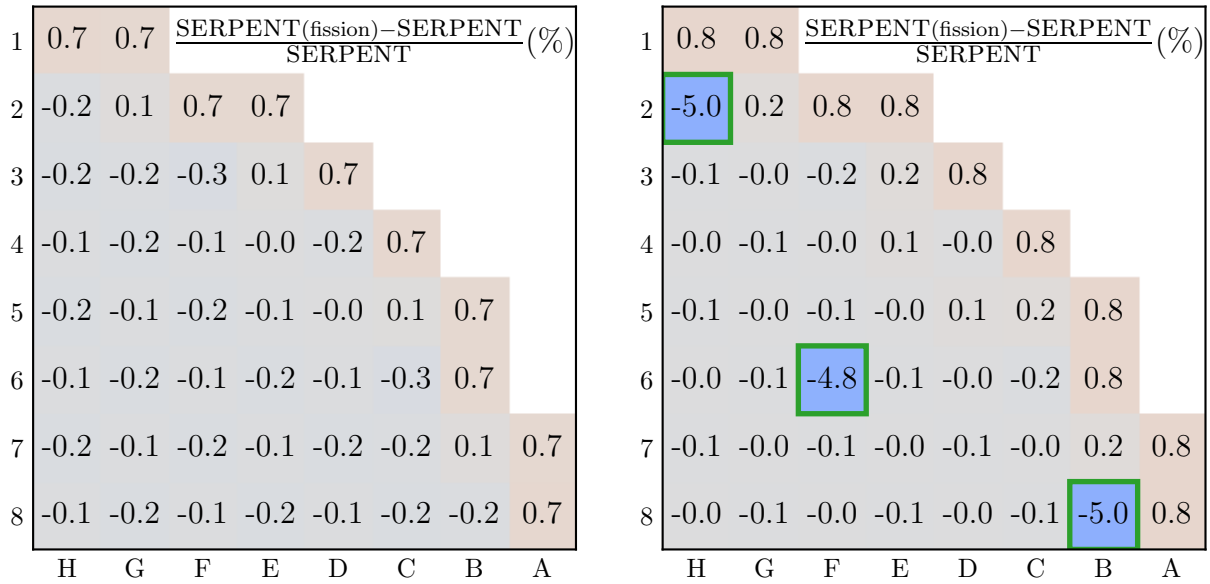 1 0.7 0.7 SERPENT(fission)−SERPENT / SERPENT (%)
2 -0.2 0.1 0.7 0.7
3 -0.2 -0.2 -0.3 0.1 0.7
4 -0.1 -0.2 -0.1 -0.0 -0.2 0.7
5 -0.2 -0.1 -0.2 -0.1 -0.0 0.1 0.7
6 -0.1 -0.2 -0.1 -0.2 -0.1 -0.3 0.7
7 -0.2 -0.1 -0.2 -0.1 -0.2 -0.2 0.1 0.7
8 -0.1 -0.2 -0.1 -0.2 -0.1 -0.2 -0.2 0.7
H G F E D C B A
1 0.8 0.8 SERPENT(fission)−SERPENT / SERPENT (%)
2 -5.0 0.2 0.8 0.8
3 -0.1 -0.0 -0.2 0.2 0.8
4 -0.0 -0.1 -0.0 0.1 -0.0 0.8
5 -0.1 -0.0 -0.1 -0.0 0.1 0.2 0.8
6 -0.0 -0.1 -4.8 -0.1 -0.0 -0.2 0.8
7 -0.1 -0.0 -0.1 -0.0 -0.1 -0.0 0.2 0.8
8 -0.0 -0.1 -0.0 -0.1 -0.0 -0.1 -5.0 0.8
H G F E D C B A